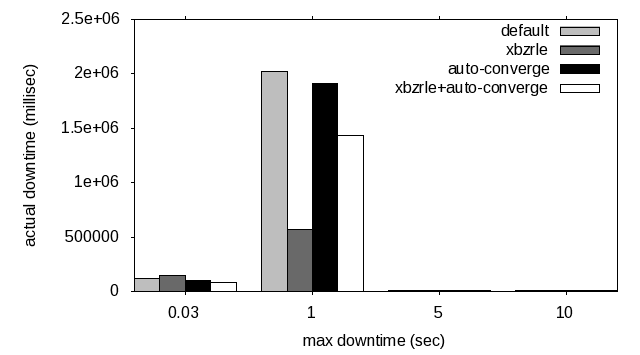 2.5e+06
2e+06
1.5e+06
1e+06
500000
0
actual downtime (millisec)
default
xbzrle
auto-converge
xbzrle+auto-converge
0.03
1
5
10
max downtime (sec)